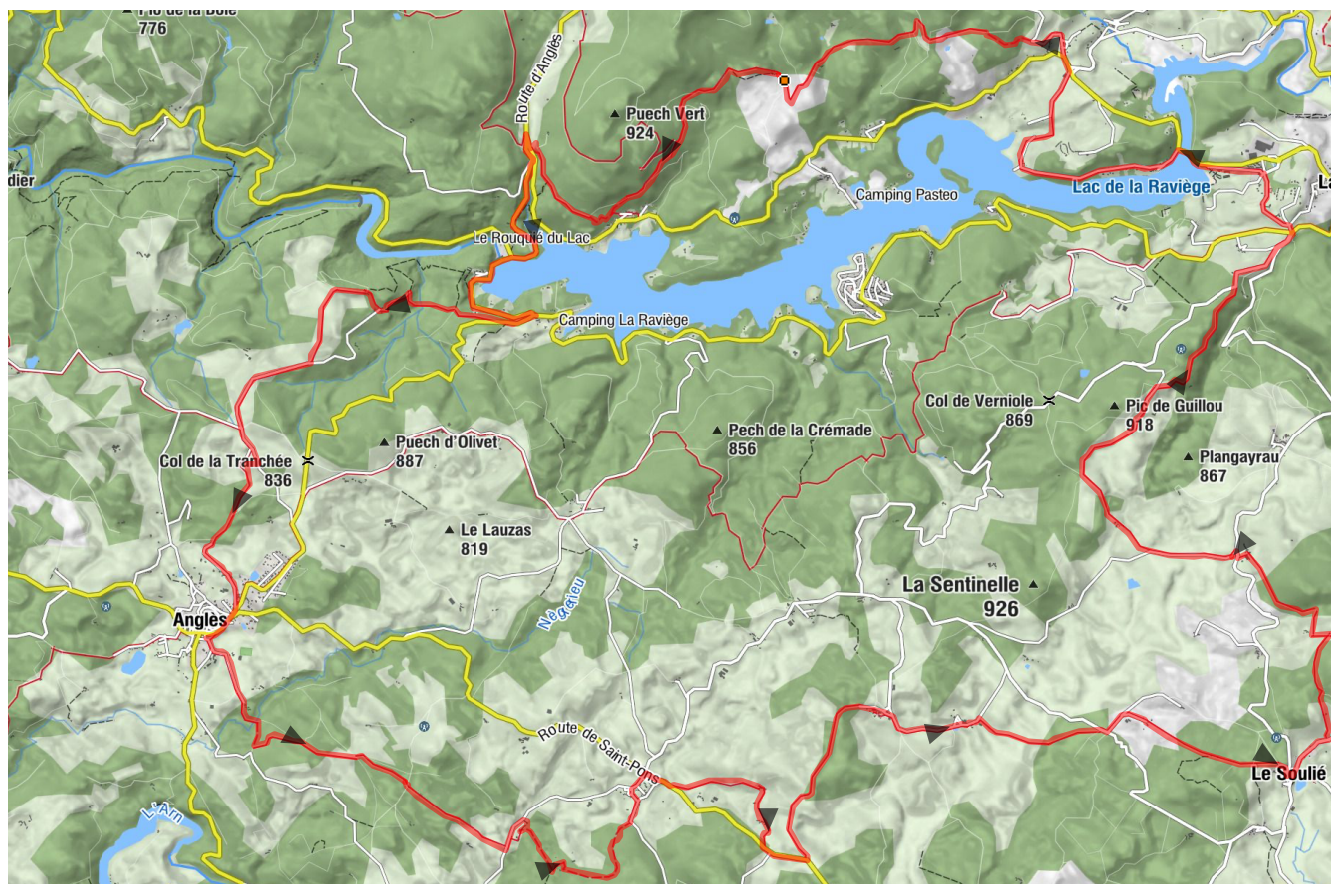 Pic de la Bole
776
Route d'Anglès
Puech Vert
924
dier
Camping Pasteo
Lac de la Raviège
La
Le Rouquié du Lac
Camping La Raviège
Col de Verniole
869
Pic de Guillou
918
Pech de la Crémade
856
Puech d'Olivet
887
Col de la Tranchée
836
Plangayrau
867
Le Lauzas
819
La Sentinelle
926
Anglès
Route de Saint-Pons
Le Soulié
L'Arn